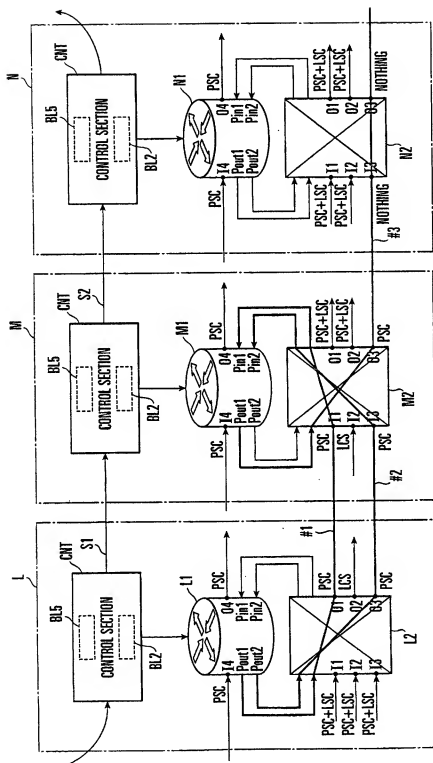 L
CNT
BL5
CONTROL SECTION
BL2
S1
L1
PSC
I4
O4
PSC
Pout1
Pin1
Pout2
Pin2
PSC+LSC
I1
O1
PSC
PSC+LSC
I2
O2
LCS
PSC+LSC
I3
O3
PSC
L2
#1
#2
M
CNT
BL5
CONTROL SECTION
BL2
S2
M1
PSC
I4
O4
PSC
Pout1
Pin1
Pout2
Pin2
PSC
I1
O1
PSC+LSC
LCS
I2
O2
PSC+LSC
I3
O3
PSC
M2
#3
N
CNT
BL5
CONTROL SECTION
BL2
N1
PSC
I4
O4
PSC
Pout1
Pin1
Pout2
Pin2
PSC+LSC
I1
O1
PSC+LSC
PSC+LSC
I2
O2
PSC+LSC
NOTHING
I3
O3
NOTHING
N2